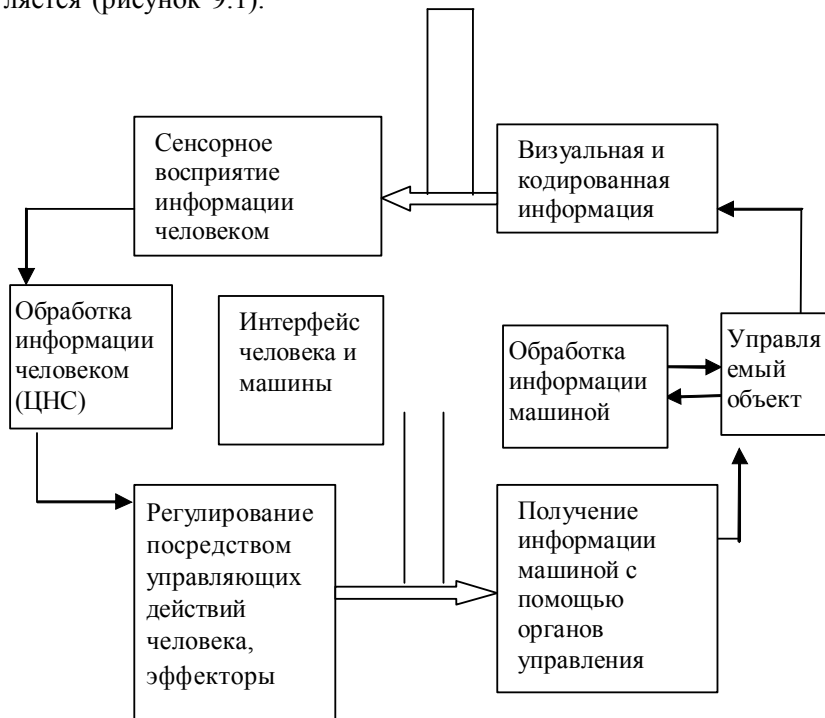 ляется (рисунок 9.1).
Сенсорное
восприятие
информации
человеком
Визуальная и
кодированная
информация
Обработка
информации
человеком
(ЦНС)
Интерфейс
человека и
машины
Обработка
информации
машиной
Управля
емый
объект
Регулирование
посредством
управляющих
действий
человека,
эффекторы
Получение
информации
машиной с
помощью
органов
управления